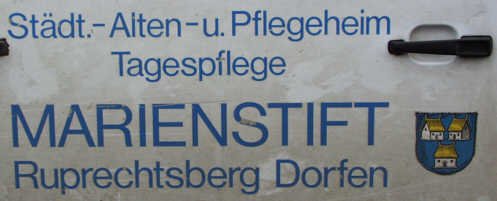 Städt.-Alten-u. Pflegeheim
Tagespflege
MARIENSTIFT
Ruprechtsberg Dorfen